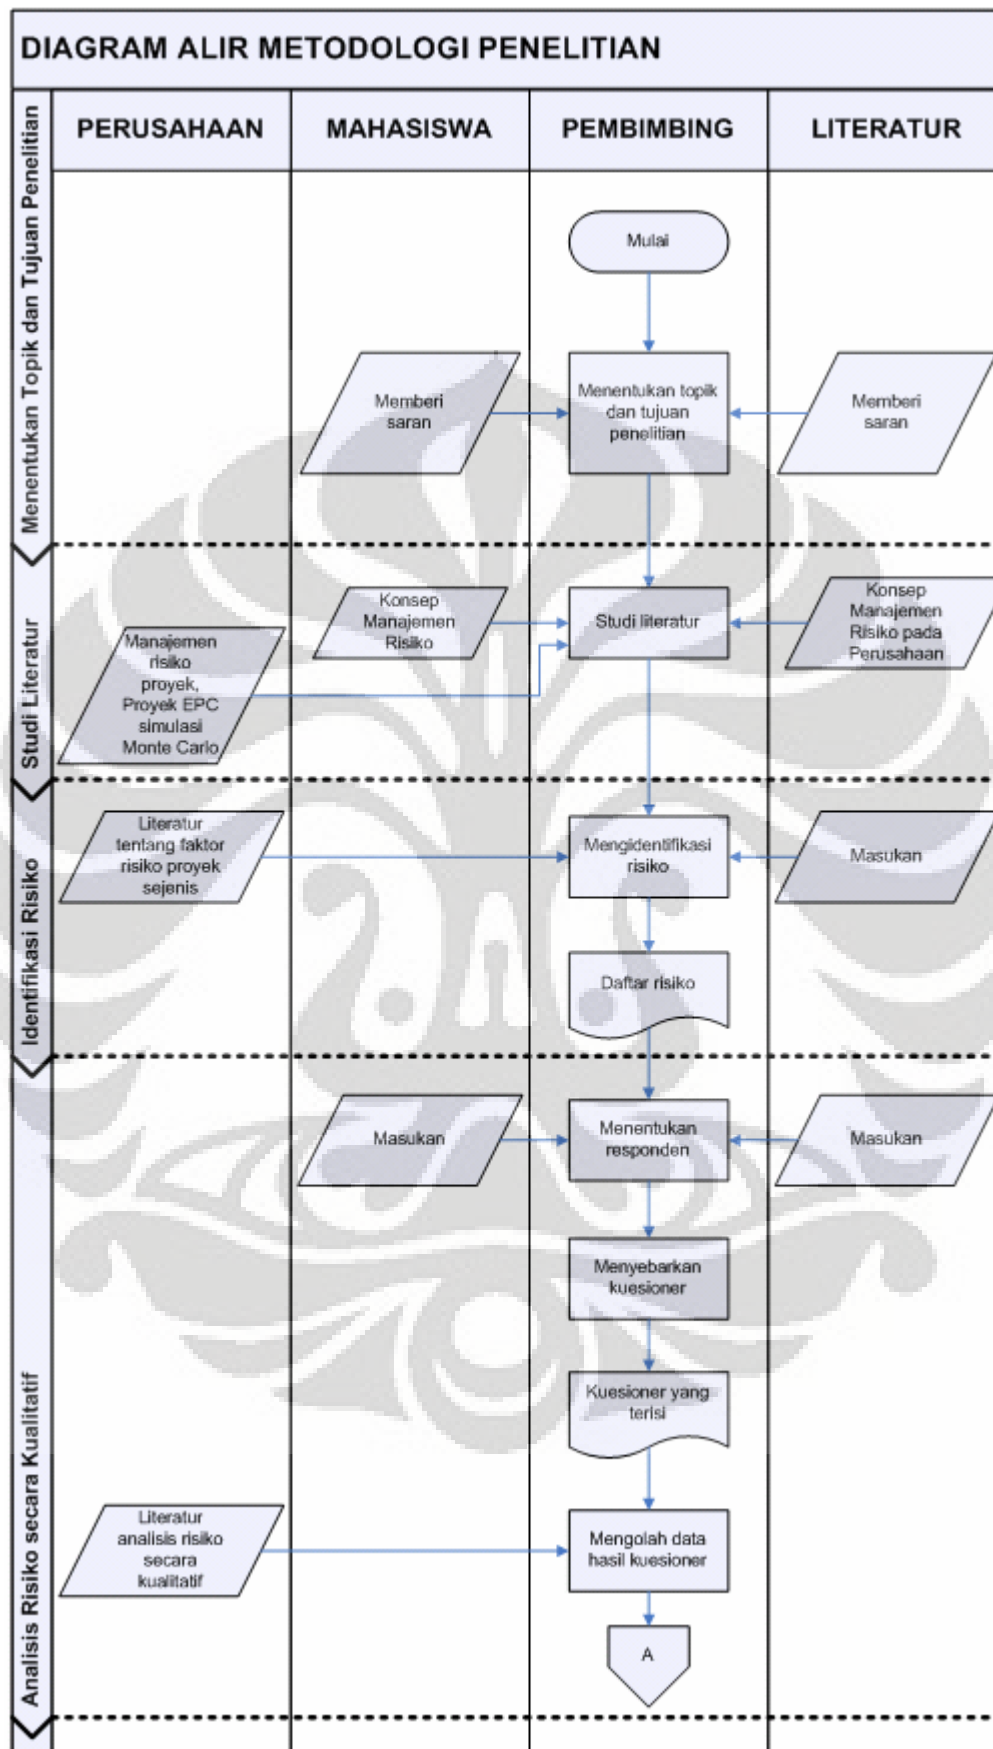 DIAGRAM ALIR METODOLOGI PENELITIAN
PERUSAHAAN
MAHASISWA
PEMBIMBING
LITERATUR
Menentukan Topik dan Tujuan Penelitian
Mulai
Memberi
saran
Menentukan topik
dan tujuan
penelitian
Memberi
saran
Studi Literatur
Manajemen
risiko
proyek,
Proyek EPC
simulasi
Monte Carlo
Konsep
Manajemen
Risiko
Studi literatur
Konsep
Manajemen
Risiko pada
Perusahaan
Identifikasi Risiko
Literatur
tentang faktor
risiko proyek
sejenis
Mengidentifikasi
risiko
Masukan
Daftar risiko
Analisis Risiko secara Kualitatif
Masukan
Menentukan
responden
Masukan
Menyebarkan
kuesioner
Kuesioner yang
terisi
Literatur
analisis risiko
secara
kualitatif
Mengolah data
hasil kuesioner
A